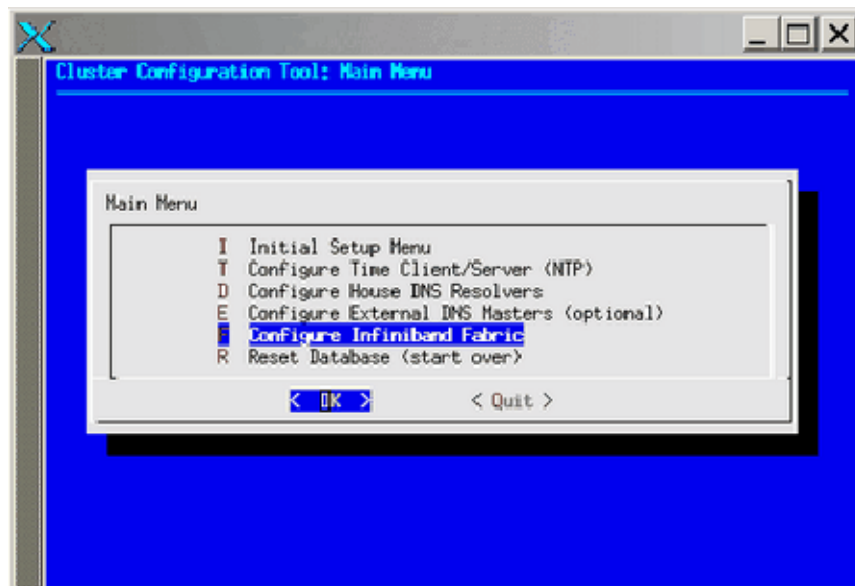 Cluster Configuration Tool: Main Menu
Main Menu
I Initial Setup Menu
T Configure Time Client/Server (NTP)
D Configure House DNS Resolvers
E Configure External DNS Masters (optional)
F Configure Infiniband Fabric
R Reset Database (start over)
< OK > < Quit >